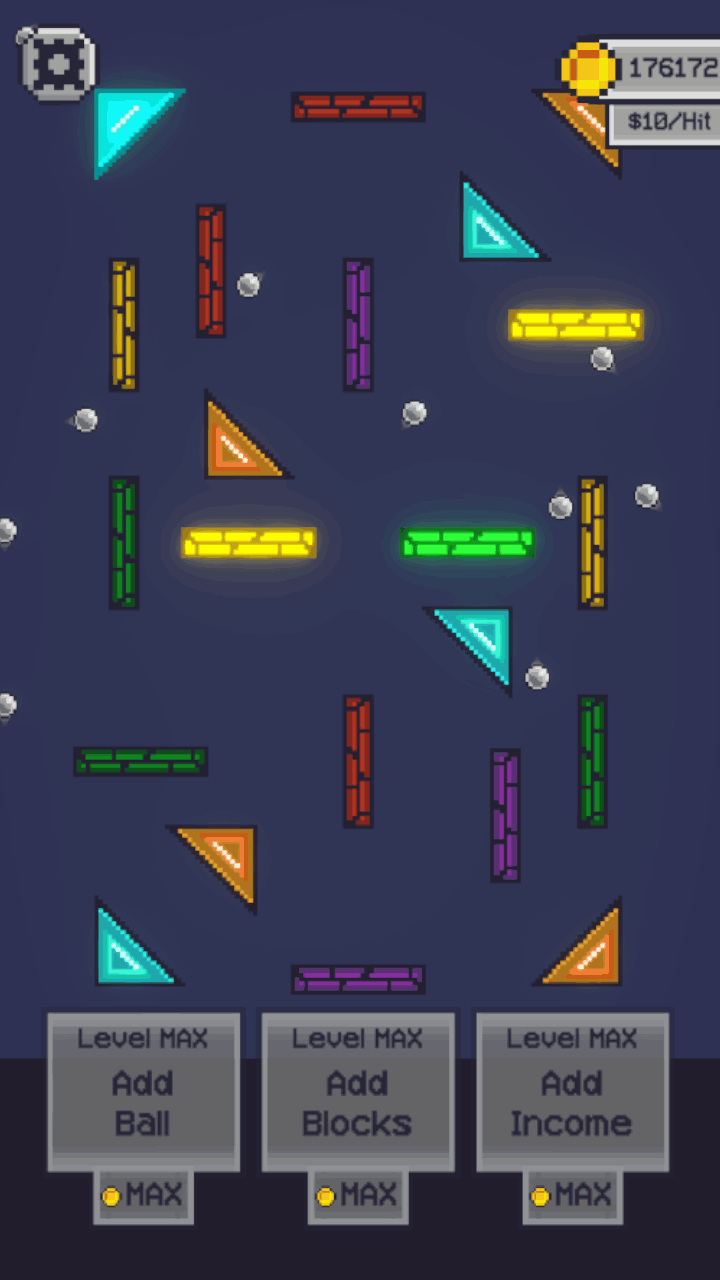 176172
$10/Hit
Level MAX
Add
Ball
MAX
Level MAX
Add
Blocks
MAX
Level MAX
Add
Income
MAX